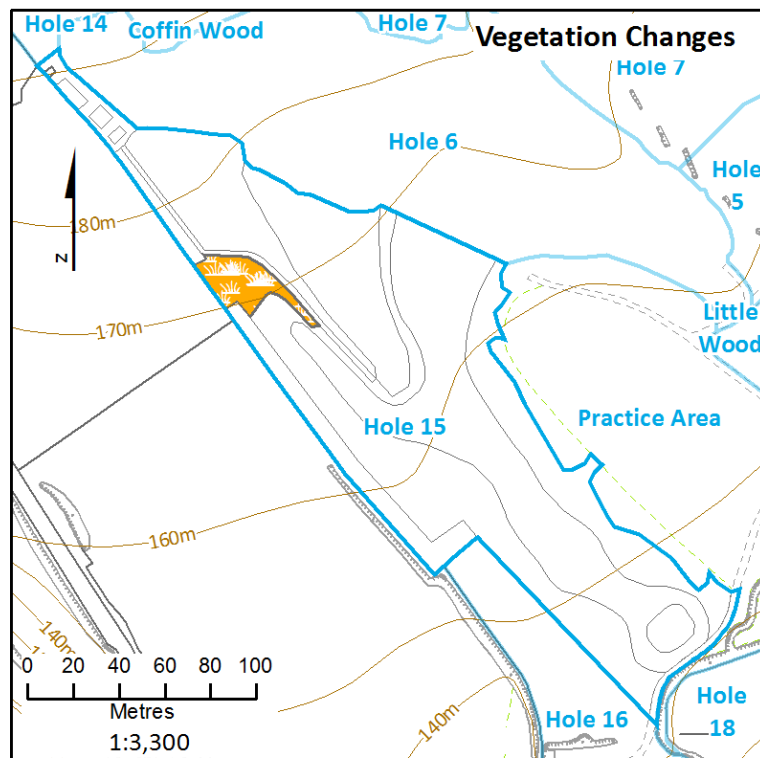 Hole 14
Coffin Wood
Hole 7
Vegetation Changes
Hole 7
Hole 6
Hole
5
180m
N
Little
Wood
170m
Practice Area
Hole 15
160m
140m
0 20 40 60 80 100
Metres
1:3,300
Hole
18
140m
Hole 16